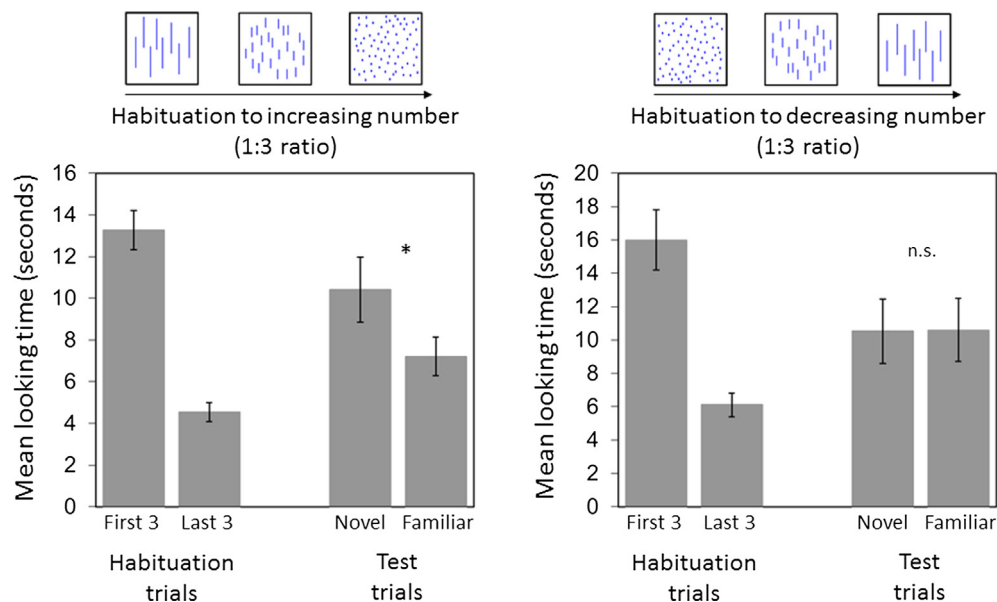 Habituation to increasing number
(1:3 ratio)
Mean looking time (seconds)
16
14
12
10
8
6
4
2
0
*
First 3 Last 3 Novel Familiar
Habituation
trials
Test
trials
Habituation to decreasing number
(1:3 ratio)
Mean looking time (seconds)
20
18
16
14
12
10
8
6
4
2
0
n.s.
First 3 Last 3 Novel Familiar
Habituation
trials
Test
trials